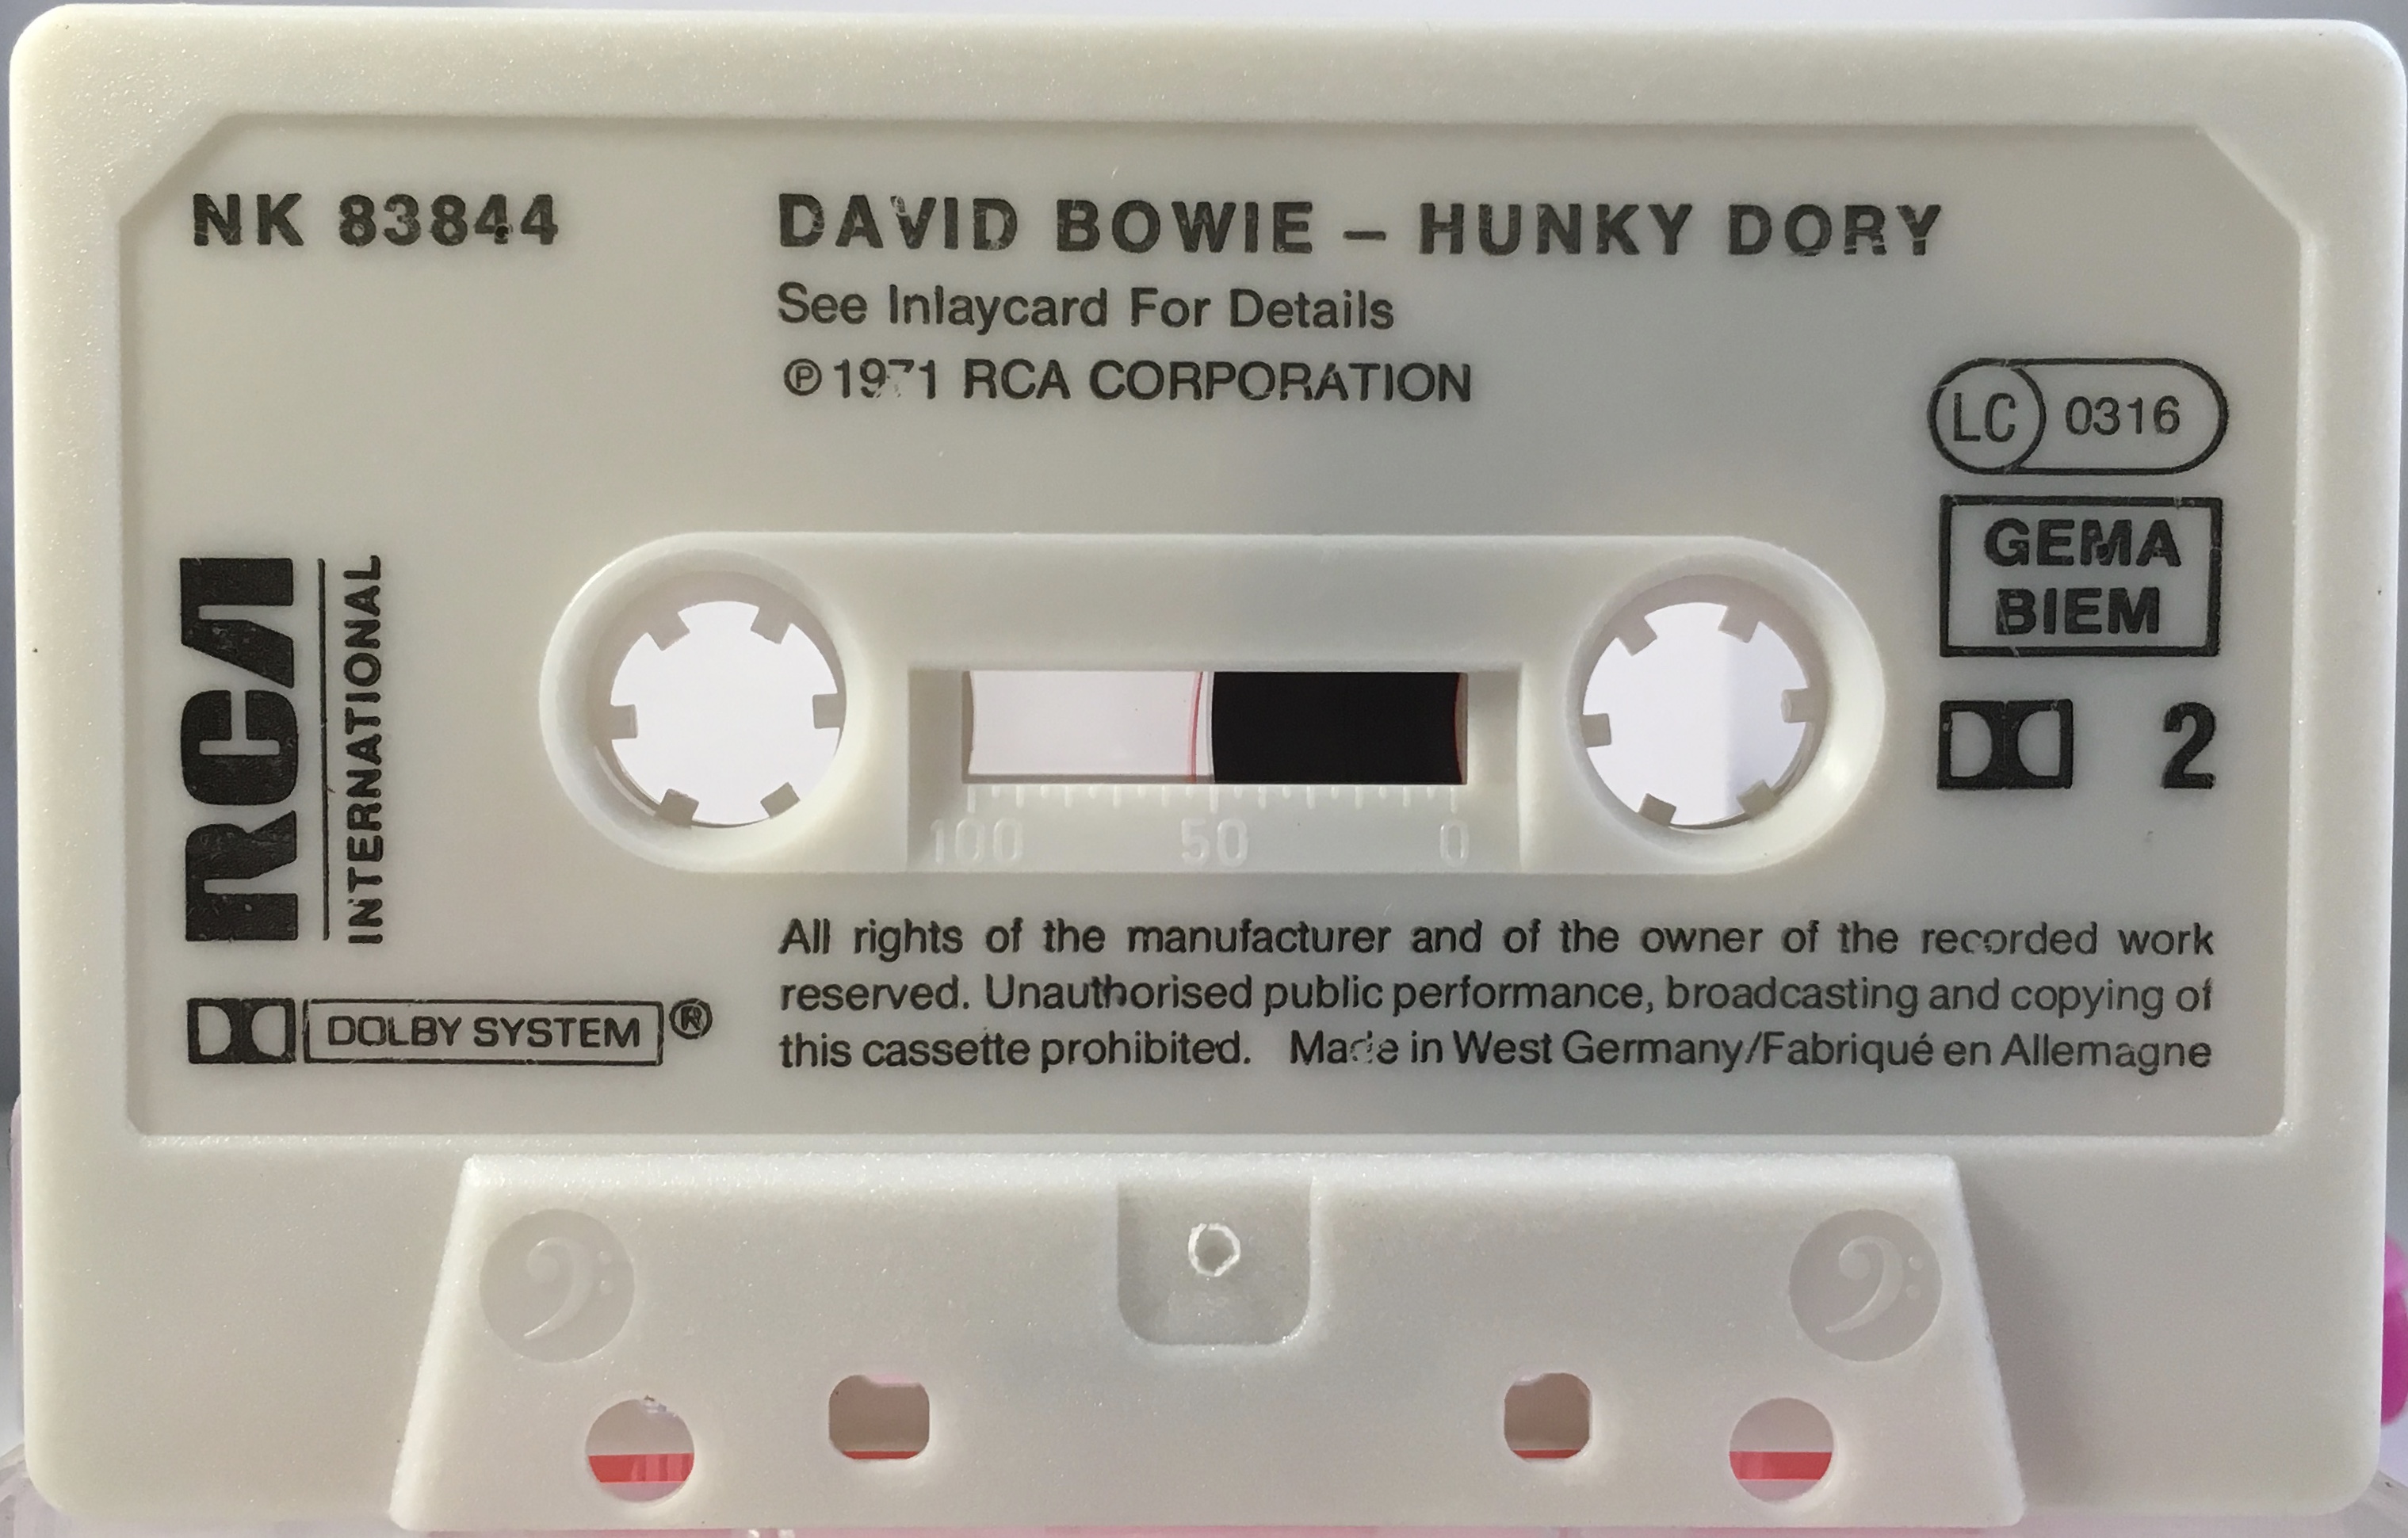 NK 83844
DAVID BOWIE – HUNKY DORY
See Inlaycard For Details
℗ 1971 RCA CORPORATION
LC 0316
GEMA
BIEM
RCA
INTERNATIONAL
2
100 50 0
All rights of the manufacturer and of the owner of the recorded work
reserved. Unauthorised public performance, broadcasting and copying of
this cassette prohibited. Made in West Germany/Fabriqué en Allemagne
DOLBY SYSTEM ®